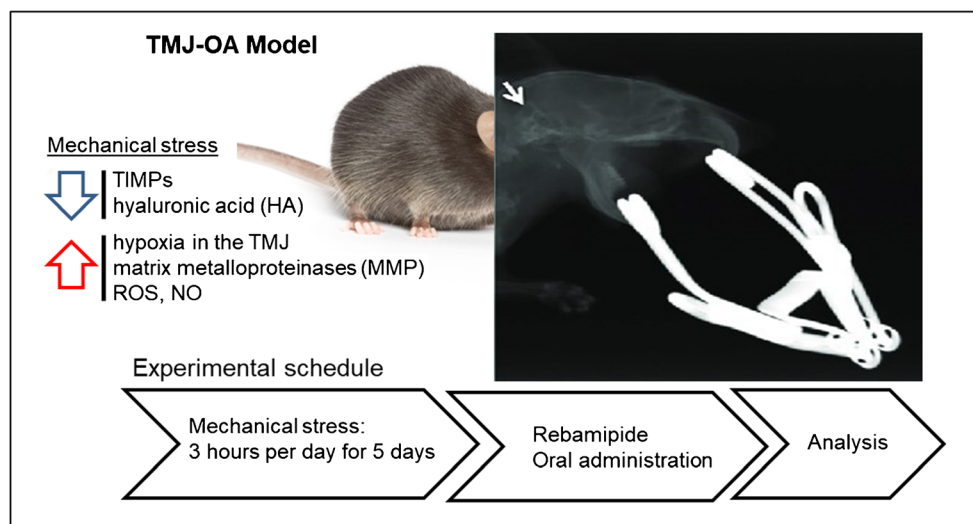 TMJ-OA Model
Mechanical stress
TIMPs
hyaluronic acid (HA)
hypoxia in the TMJ
matrix metalloproteinases (MMP)
ROS, NO
Experimental schedule
Mechanical stress:
3 hours per day for 5 days
Rebamipide
Oral administration
Analysis